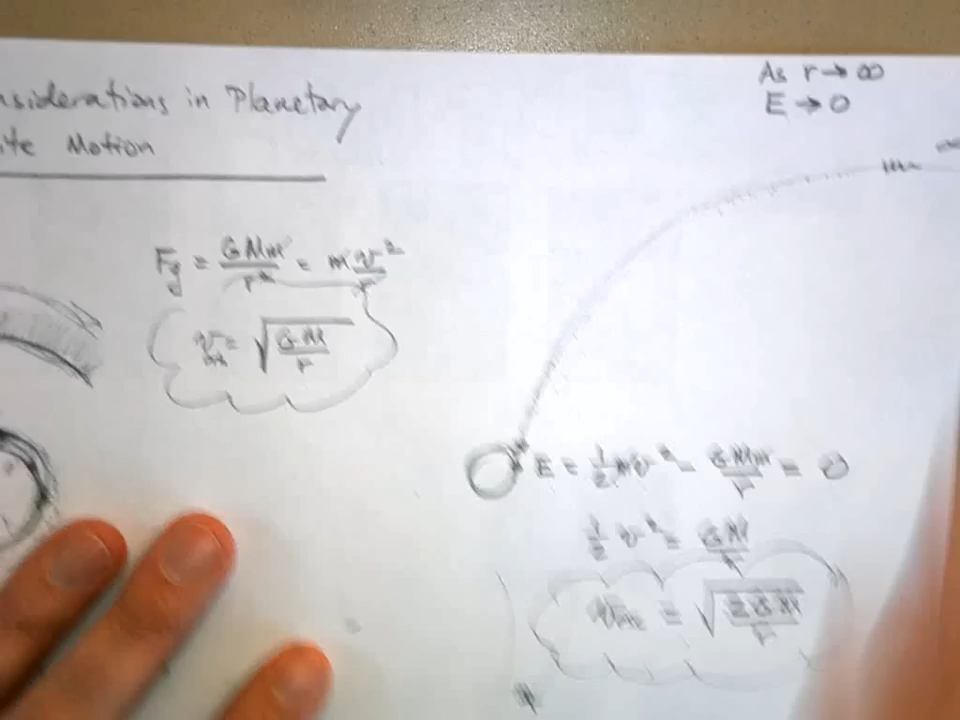 nsiderations in Planetary
ite Motion
As r → ∞
E → 0
m
Fg = GMm/r² = m v²/r
v = √(GM/r)
E = ½mv² - GMm/r = 0
½v² = GM/r
v = √(2GM/r)